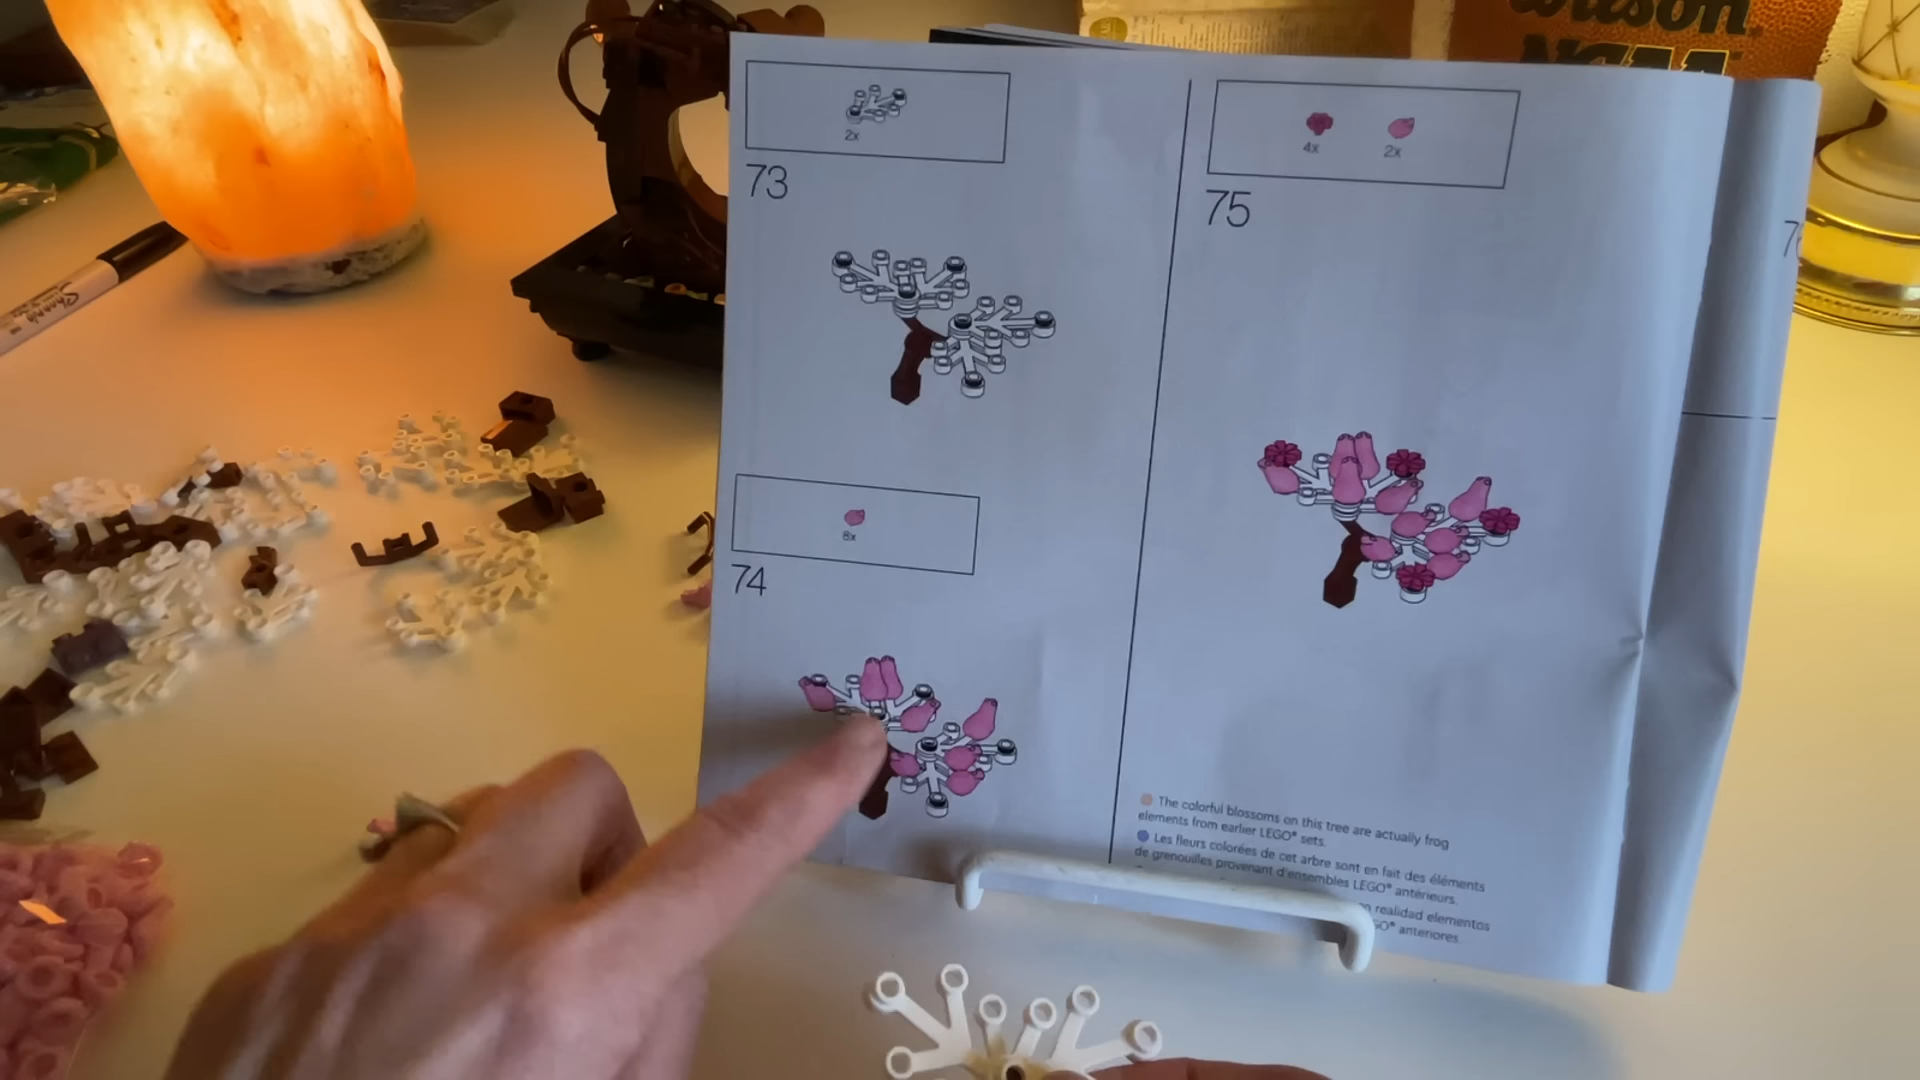 2x
73
8x
74
4x 2x
75
The colorful blossoms on this tree are actually frog
elements from earlier LEGO® sets.
Les fleurs colorées de cet arbre sont en fait des éléments
de grenouilles provenant d'ensembles LEGO® antérieurs.
realidad elementos
anteriores
Wilson
NCAA
Sharpie